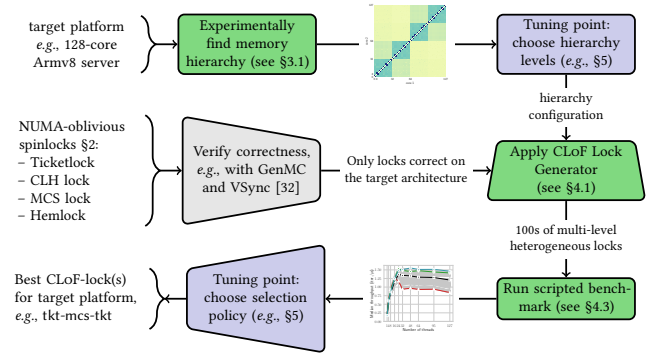 target platform
e.g., 128-core
Armv8 server
Experimentally
find memory
hierarchy
(see §3.1)
Tuning point:
choose hierarchy
levels (e.g., §5)
hierarchy
configuration
NUMA-oblivious
spinlocks §2:
– Ticketlock
– CLH lock
– MCS lock
– Hemlock
Verify correctness,
e.g., with GenMC
and VSync [32]
Only locks correct on
the target architecture
Apply CLoF Lock
Generator
(see §4.1)
100s of multi-level
heterogeneous locks
Best CLoF-lock(s)
for target platform,
e.g., tkt-mcs-tkt
Tuning point:
choose selection
policy (e.g., §5)
Number of threads
Run scripted bench-
mark (see §4.3)